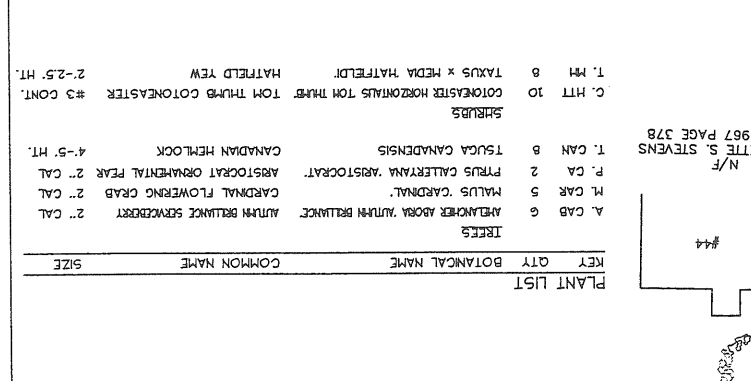 PLANT LIST
KEY QTY BOTANICAL NAME COMMON NAME SIZE
TREES
A. CAB 6 AMELANCHER ABOREA 'AUTUMN BRILLIANCE' AUTUMN BRILLIANCE SERVICEBERRY 2" CAL
M. CAR 5 MALUS 'CARDINAL' CARDINAL FLOWERING CRAB 2" CAL
P. CA 2 PYRUS CALLERYANA 'ARISTOCRAT' ARISTOCRAT ORNAMENTAL PEAR 2" CAL
T. CAN 8 TSUGA CANADENSIS CANADIAN HEMLOCK 4'-5' HT.
SHRUBS
C. HTT 10 COTONEASTER HORIZONTALIS 'TOM THUMB' TOM THUMB COTONEASTER #3 CONT.
T. MH 8 TAXUS x MEDIA 'HATFIELDI' HATFIELD YEW 2'-2.5' HT.
#44
N/F
TTE S. STEVENS
967 PAGE 378